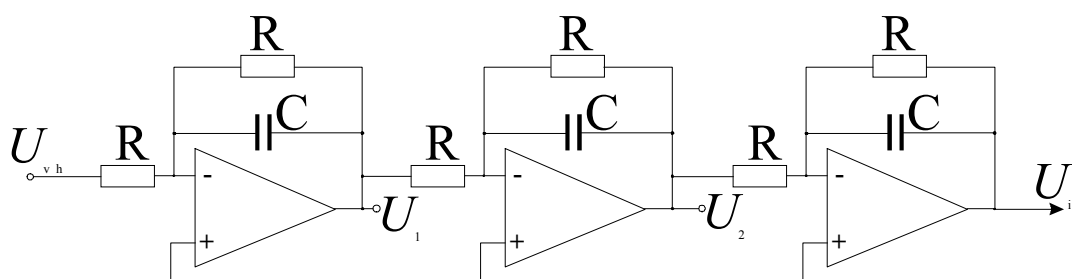 R R R
C C C
U vh R R R
- - -
U i
U 1 U 2
+ + +